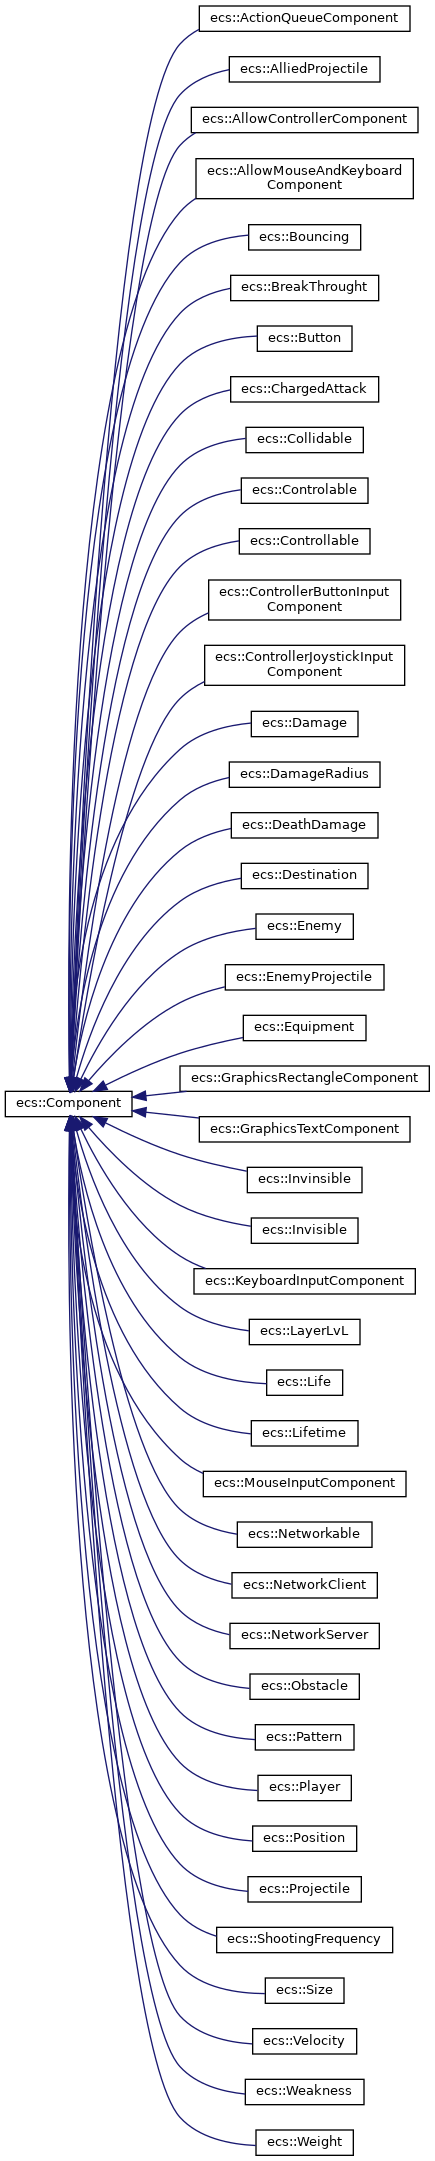 ecs::ActionQueueComponent
ecs::AlliedProjectile
ecs::AllowControllerComponent
ecs::AllowMouseAndKeyboard
Component
ecs::Bouncing
ecs::BreakThrought
ecs::Button
ecs::ChargedAttack
ecs::Collidable
ecs::Controlable
ecs::Controllable
ecs::ControllerButtonInput
Component
ecs::ControllerJoystickInput
Component
ecs::Damage
ecs::DamageRadius
ecs::DeathDamage
ecs::Destination
ecs::Enemy
ecs::EnemyProjectile
ecs::Equipment
ecs::GraphicsRectangleComponent
ecs::Component
ecs::GraphicsTextComponent
ecs::Invinsible
ecs::Invisible
ecs::KeyboardInputComponent
ecs::LayerLvL
ecs::Life
ecs::Lifetime
ecs::MouseInputComponent
ecs::Networkable
ecs::NetworkClient
ecs::NetworkServer
ecs::Obstacle
ecs::Pattern
ecs::Player
ecs::Position
ecs::Projectile
ecs::ShootingFrequency
ecs::Size
ecs::Velocity
ecs::Weakness
ecs::Weight